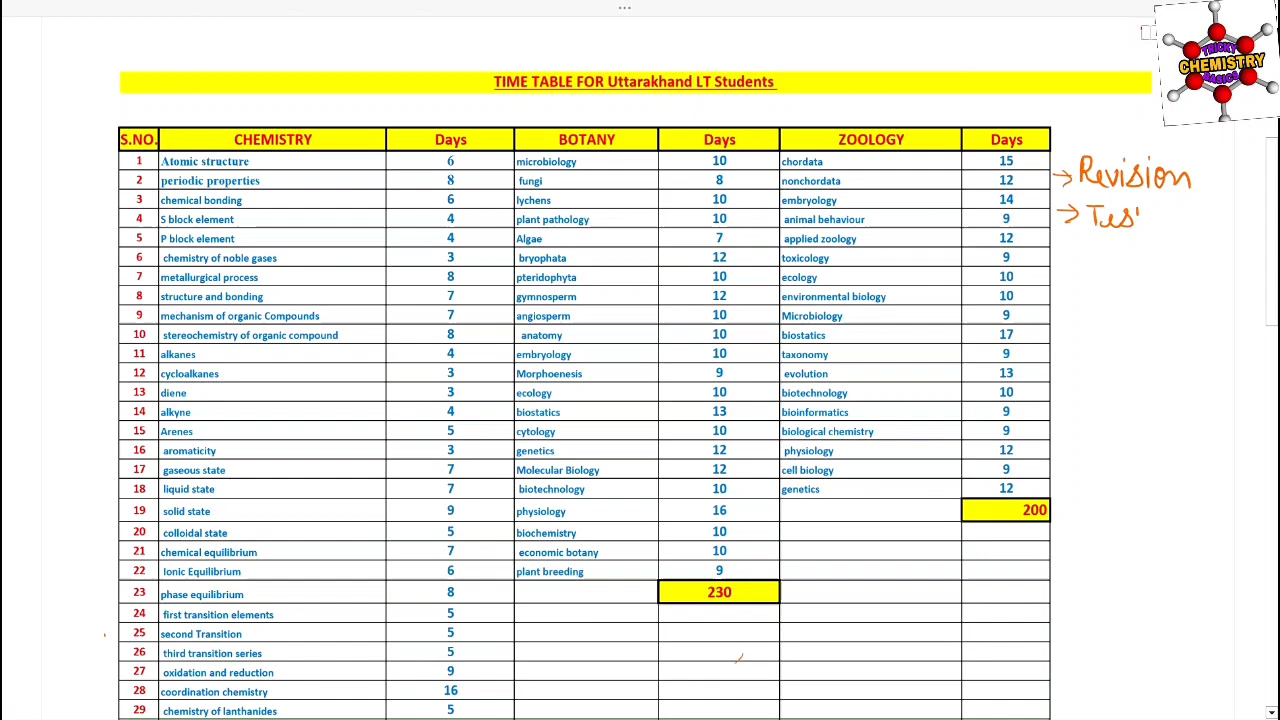 TRICKY
CHEMISTRY
BASICS
TIME TABLE FOR Uttarakhand LT Students
S.NO. CHEMISTRY Days BOTANY Days ZOOLOGY Days
1 Atomic structure 6 microbiology 10 chordata 15
2 periodic properties 8 fungi 8 nonchordata 12
→ Revision
3 chemical bonding 6 lychens 10 embryology 14
4 S block element 4 plant pathology 10 animal behaviour 9
→ Tes
5 P block element 4 Algae 7 applied zoology 12
6 chemistry of noble gases 3 bryophata 12 toxicology 9
7 metallurgical process 8 pteridophyta 10 ecology 10
8 structure and bonding 7 gymnosperm 12 environmental biology 10
9 mechanism of organic Compounds 7 angiosperm 10 Microbiology 9
10 stereochemistry of organic compound 8 anatomy 10 biostatics 17
11 alkanes 4 embryology 10 taxonomy 9
12 cycloalkanes 3 Morphoenesis 9 evolution 13
13 diene 3 ecology 10 biotechnology 10
14 alkyne 4 biostatics 13 bioinformatics 9
15 Arenes 5 cytology 10 biological chemistry 9
16 aromaticity 3 genetics 12 physiology 12
17 gaseous state 7 Molecular Biology 12 cell biology 9
18 liquid state 7 biotechnology 10 genetics 12
19 solid state 9 physiology 16 200
20 colloidal state 5 biochemistry 10
21 chemical equilibrium 7 economic botany 10
22 Ionic Equilibrium 6 plant breeding 9
23 phase equilibrium 8 230
24 first transition elements 5
25 second Transition 5
26 third transition series 5
27 oxidation and reduction 9
28 coordination chemistry 16
29 chemistry of lanthanides 5